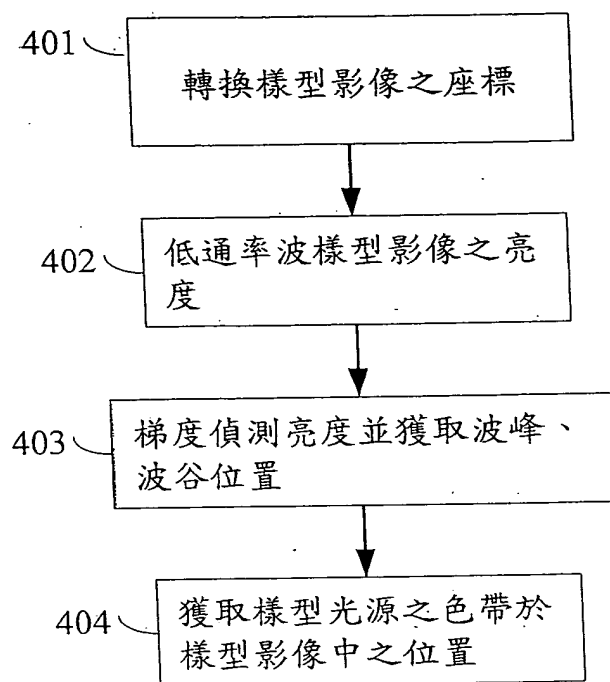 401
轉換樣型影像之座標
402
低通率波樣型影像之亮
度
403
梯度偵測亮度並獲取波峰、
波谷位置
404
獲取樣型光源之色帶於
樣型影像中之位置